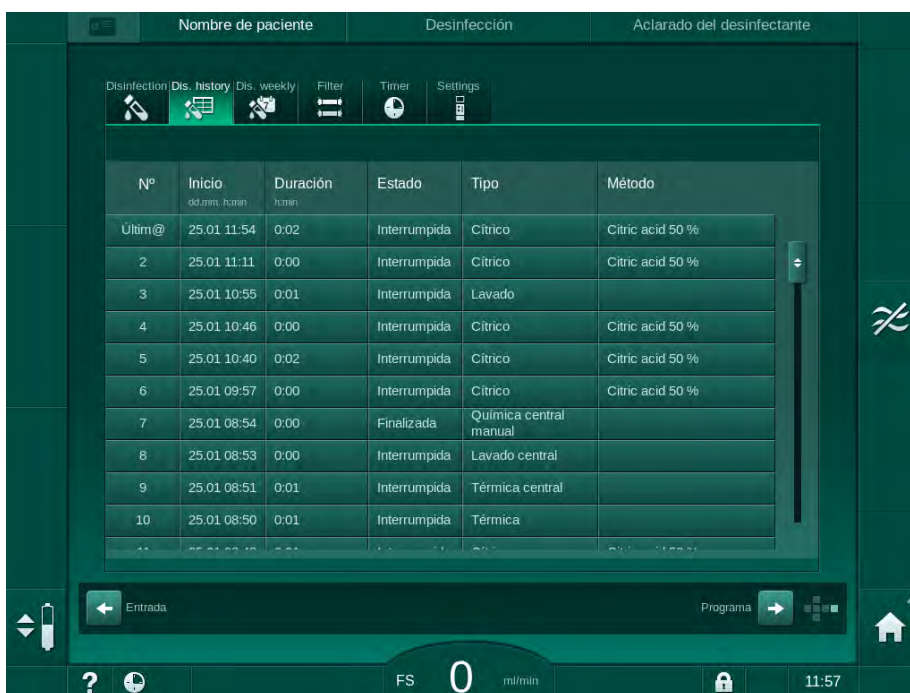 Nombre de paciente Desinfección Aclarado del desinfectante
Disinfection Dis. history Dis. weekly Filter Timer Settings
7
Nº Inicio Duración Estado Tipo Método
dd.mm. h:min h:min
Últim@ 25.01 11:54 0:02 Interrumpida Cítrico Citric acid 50 %
2 25.01 11:11 0:00 Interrumpida Cítrico Citric acid 50 %
3 25.01 10:55 0:01 Interrumpida Lavado
4 25.01 10:46 0:00 Interrumpida Cítrico Citric acid 50 %
5 25.01 10:40 0:02 Interrumpida Cítrico Citric acid 50 %
6 25.01 09:57 0:00 Interrumpida Cítrico Citric acid 50 %
7 25.01 08:54 0:00 Finalizada Química central manual
8 25.01 08:53 0:00 Interrumpida Lavado central
9 25.01 08:51 0:01 Interrumpida Térmica central
10 25.01 08:50 0:01 Interrumpida Térmica
Entrada Programa
? FS 0 ml/min 11:57